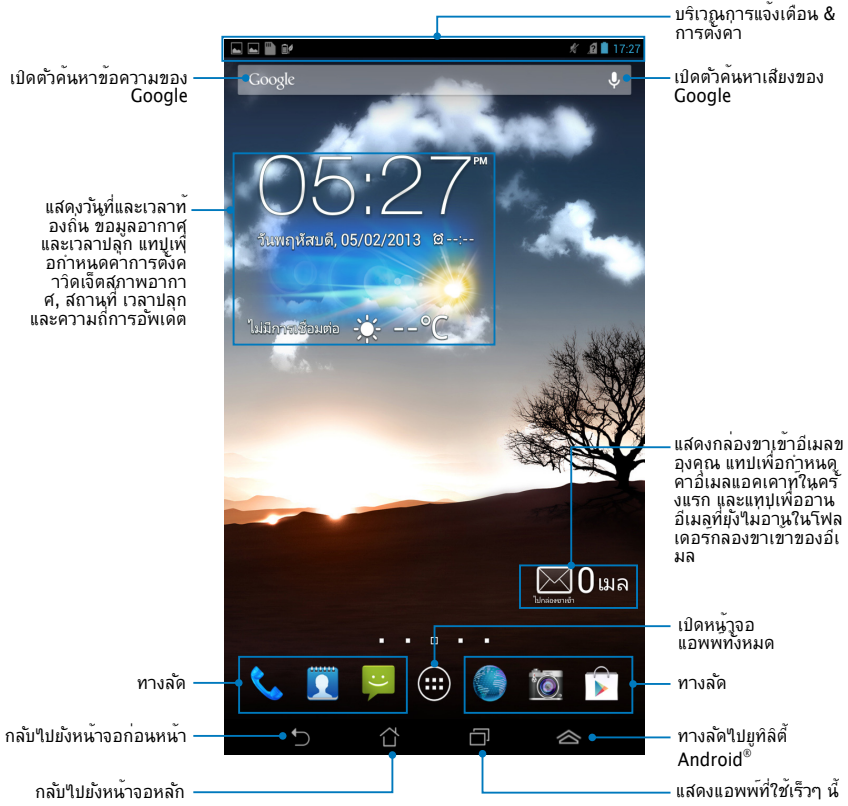 บริเวณการแจ้งเตือน &
การตั้งค่า
17:27
เปิดตัวค้นหาข้อความของ
Google
Google
เปิดตัวค้นหาเสียงของ
Google
05:27 PM
วันพฤหัสบดี, 05/02/2013 --:--
ไม่มีการเชื่อมต่อ --°C
แสดงวันที่และเวลาท้
องถิ่น ข้อมูลอากาศ
และเวลาปลุก แทปเพื่
อกำหนดค่าการตั้งค่
าวิดเจ็ตสภาพอากา
ศ, สถานที่ เวลาปลุก
และความถี่การอัพเดต
แสดงกล่องขาเข้าอีเมลข
องคุณ แทปเพื่อกำหนด
ค่าอีเมลแอคเคาท์ในครั้
งแรก และแทปเพื่ออ่าน
อีเมลที่ยังไม่อ่านในโฟล
เดอร์กล่องขาเข้าของอีเ
มล
0 เมล
ไปกล่องขาเข้า
เปิดหน้าจอ
แอพพ์ทั้งหมด
ทางลัด
ทางลัด
กลับไปยังหน้าจอก่อนหน้า
ทางลัดไปยูทิลิตี้
Android®
กลับไปยังหน้าจอหลัก
แสดงแอพพ์ที่ใช้เร็วๆ นี้